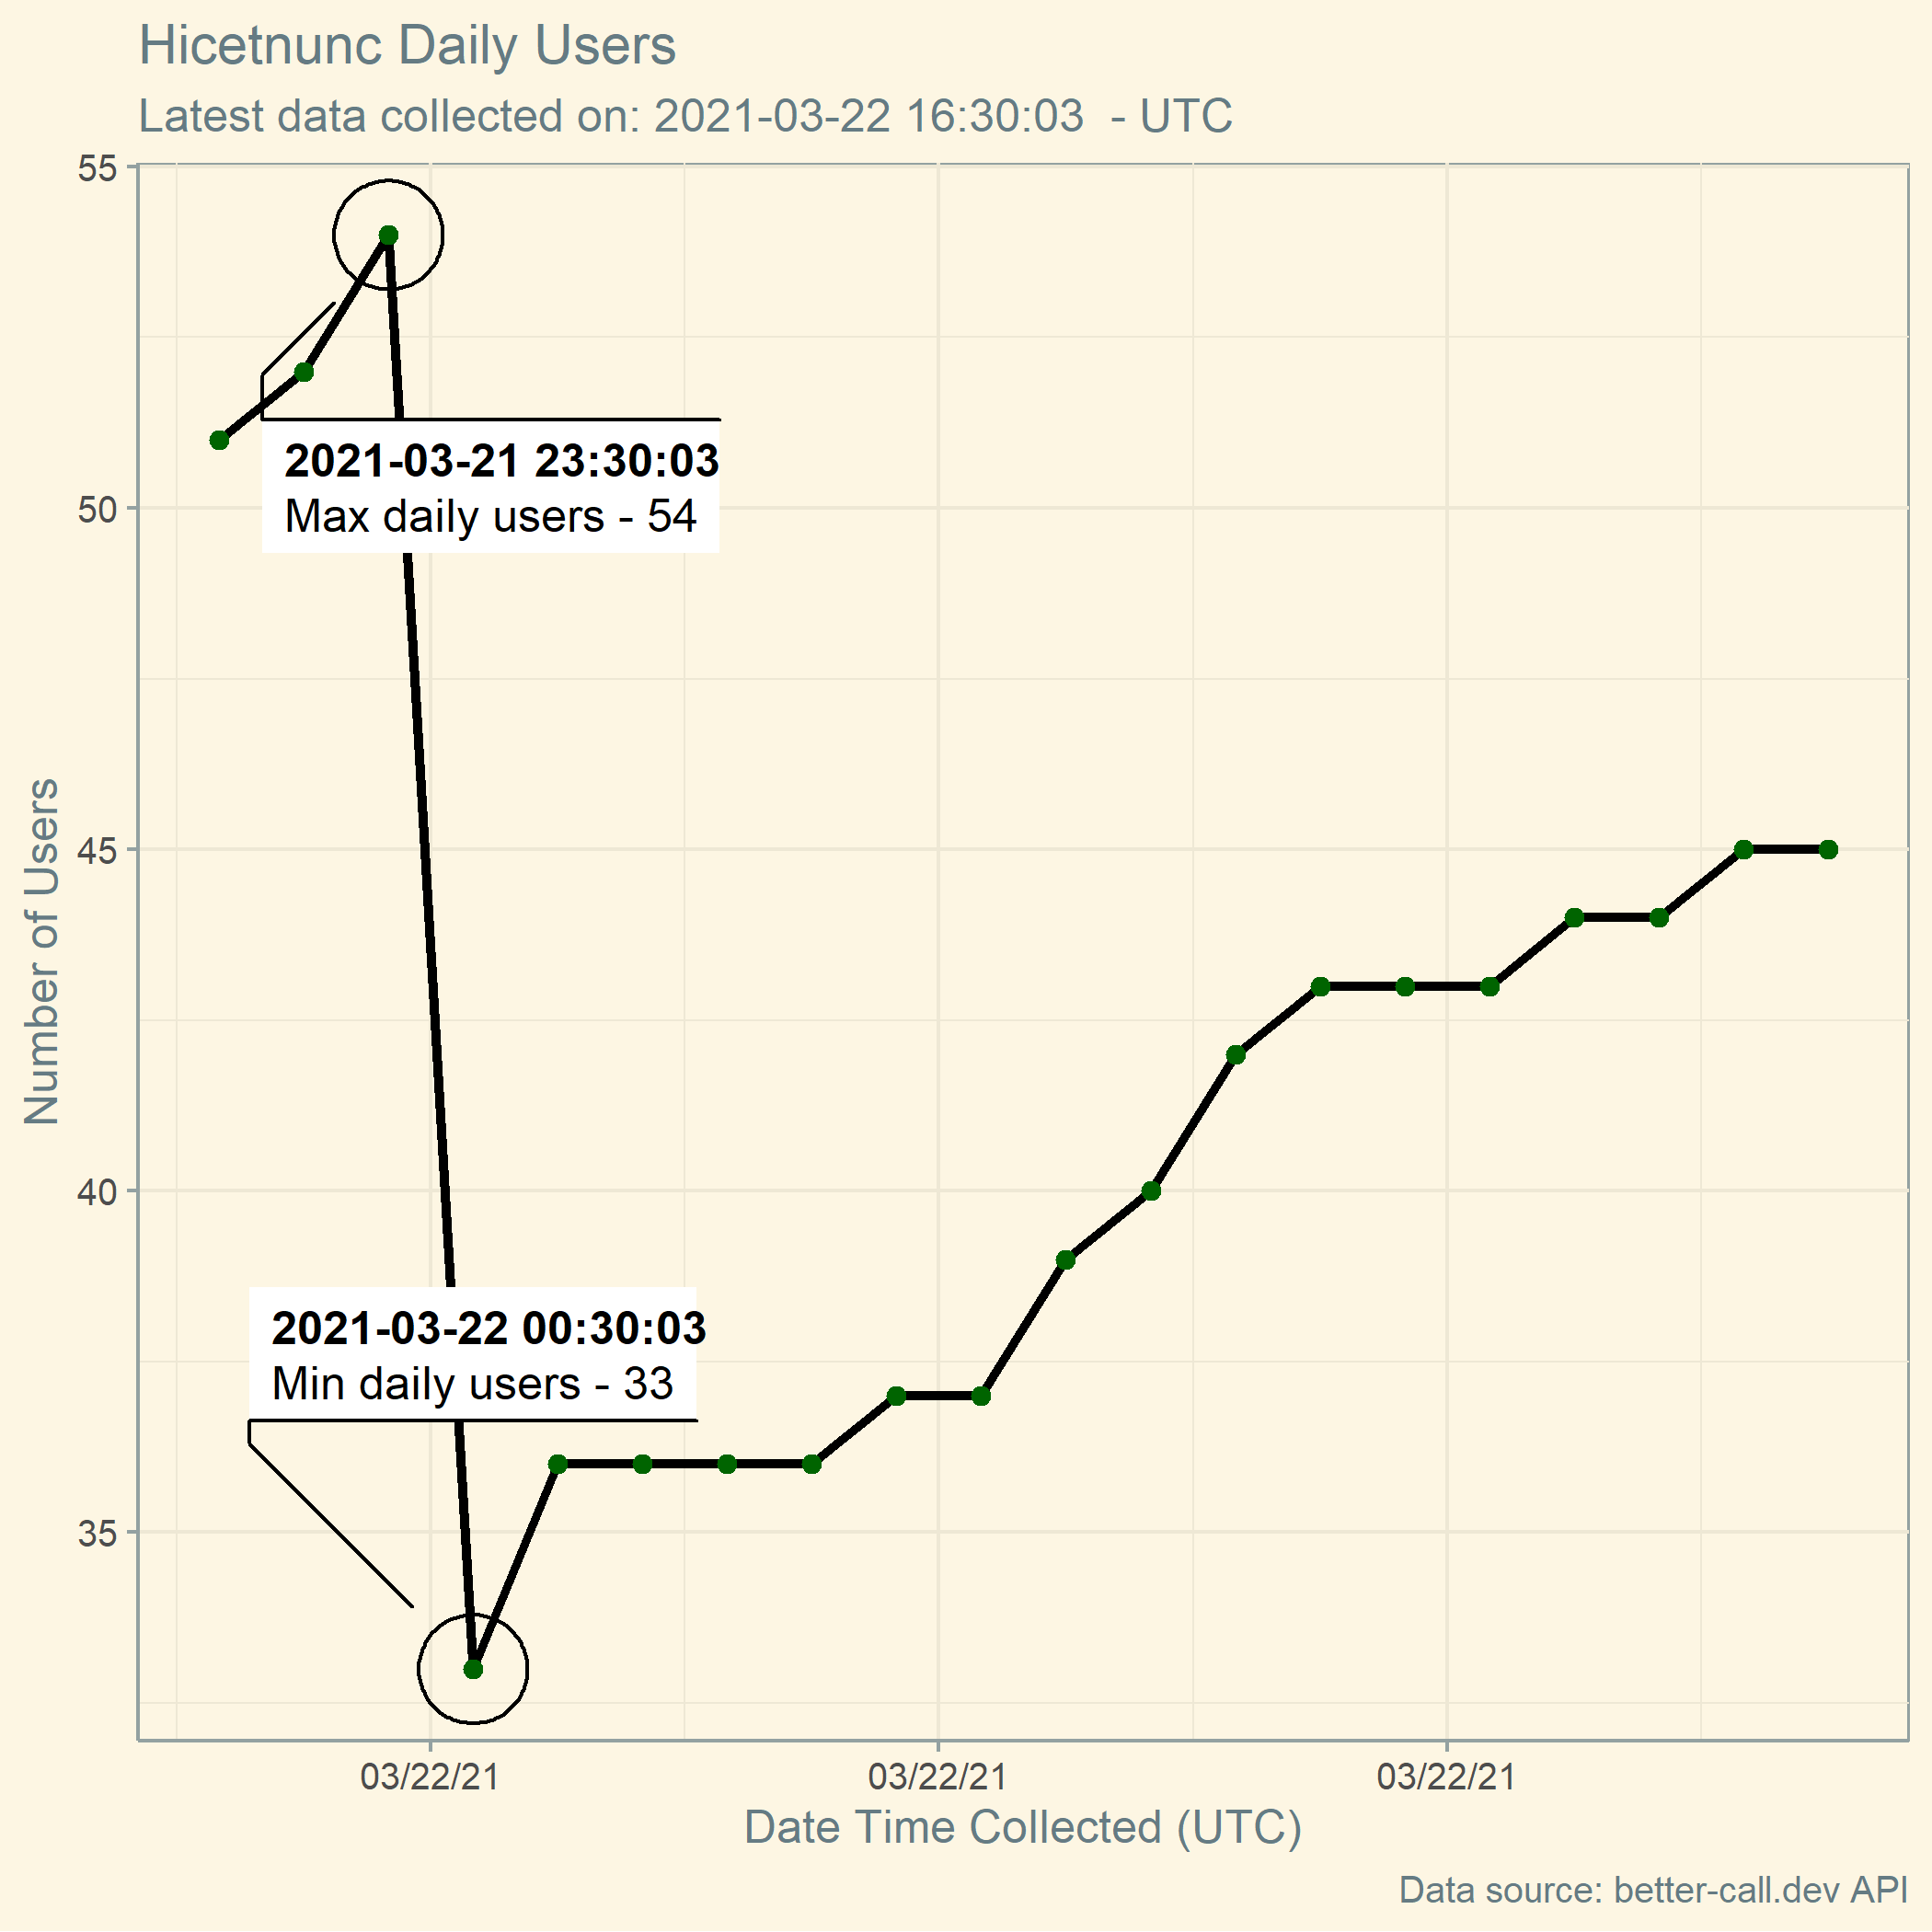 Hicetnunc Daily Users
Latest data collected on: 2021-03-22 16:30:03  - UTC
55
50
45
40
35
Number of Users
2021-03-21 23:30:03
Max daily users - 54
2021-03-22 00:30:03
Min daily users - 33
03/22/21
03/22/21
03/22/21
Date Time Collected (UTC)
Data source: better-call.dev API